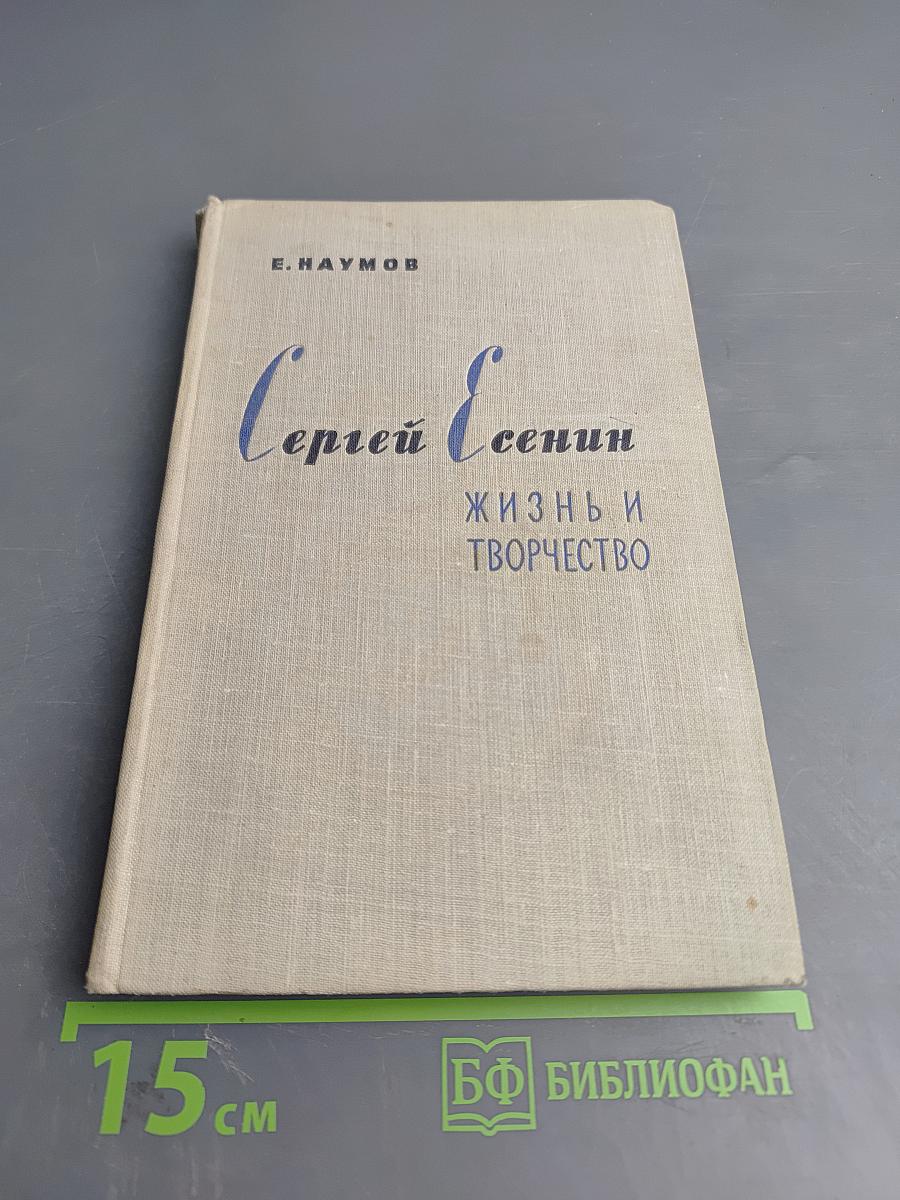 Е. НАУМОВ
Сергей Есенин
ЖИЗНЬ И
ТВОРЧЕСТВО
15 см
БФ БИБЛИОФАН